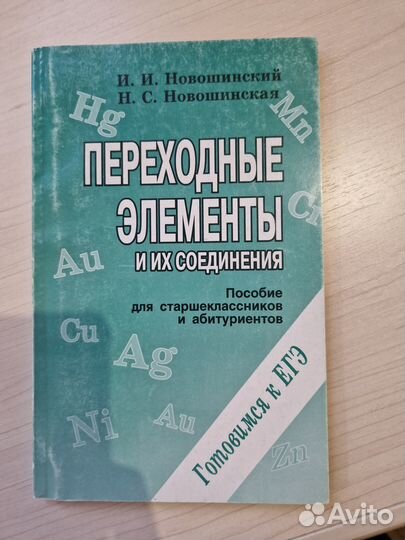 И. И. Новошинский
Н. С. Новошинская
Hg
Mn
ПЕРЕХОДНЫЕ
ЭЛЕМЕНТЫ
Cr
И ИХ СОЕДИНЕНИЯ
Au
Пособие
для старшеклассников
и абитуриентов
Cu
Ag
Готовимся к ЕГЭ
Ni
Au
Zn
Avito